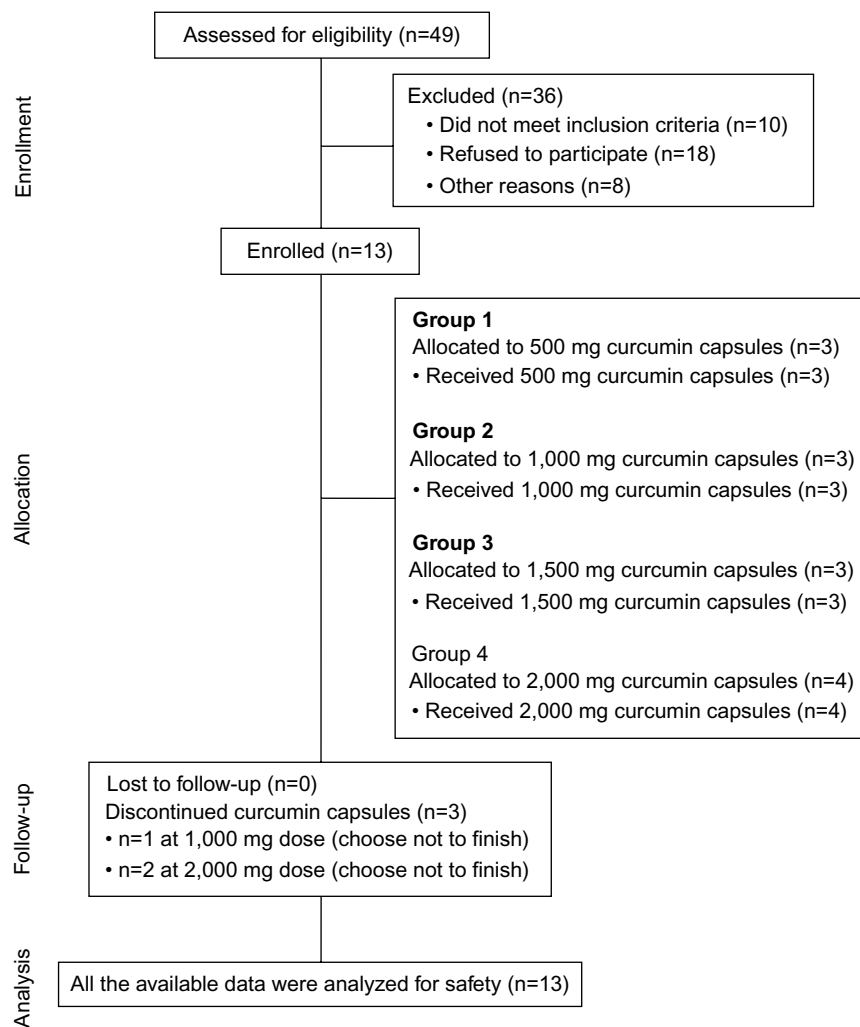 Assessed for eligibility (n=49)
Enrollment
Excluded (n=36)
• Did not meet inclusion criteria (n=10)
• Refused to participate (n=18)
• Other reasons (n=8)
Enrolled (n=13)
Allocation
Group 1
Allocated to 500 mg curcumin capsules (n=3)
• Received 500 mg curcumin capsules (n=3)
Group 2
Allocated to 1,000 mg curcumin capsules (n=3)
• Received 1,000 mg curcumin capsules (n=3)
Group 3
Allocated to 1,500 mg curcumin capsules (n=3)
• Received 1,500 mg curcumin capsules (n=3)
Group 4
Allocated to 2,000 mg curcumin capsules (n=4)
• Received 2,000 mg curcumin capsules (n=4)
Follow-up
Lost to follow-up (n=0)
Discontinued curcumin capsules (n=3)
• n=1 at 1,000 mg dose (choose not to finish)
• n=2 at 2,000 mg dose (choose not to finish)
Analysis
All the available data were analyzed for safety (n=13)